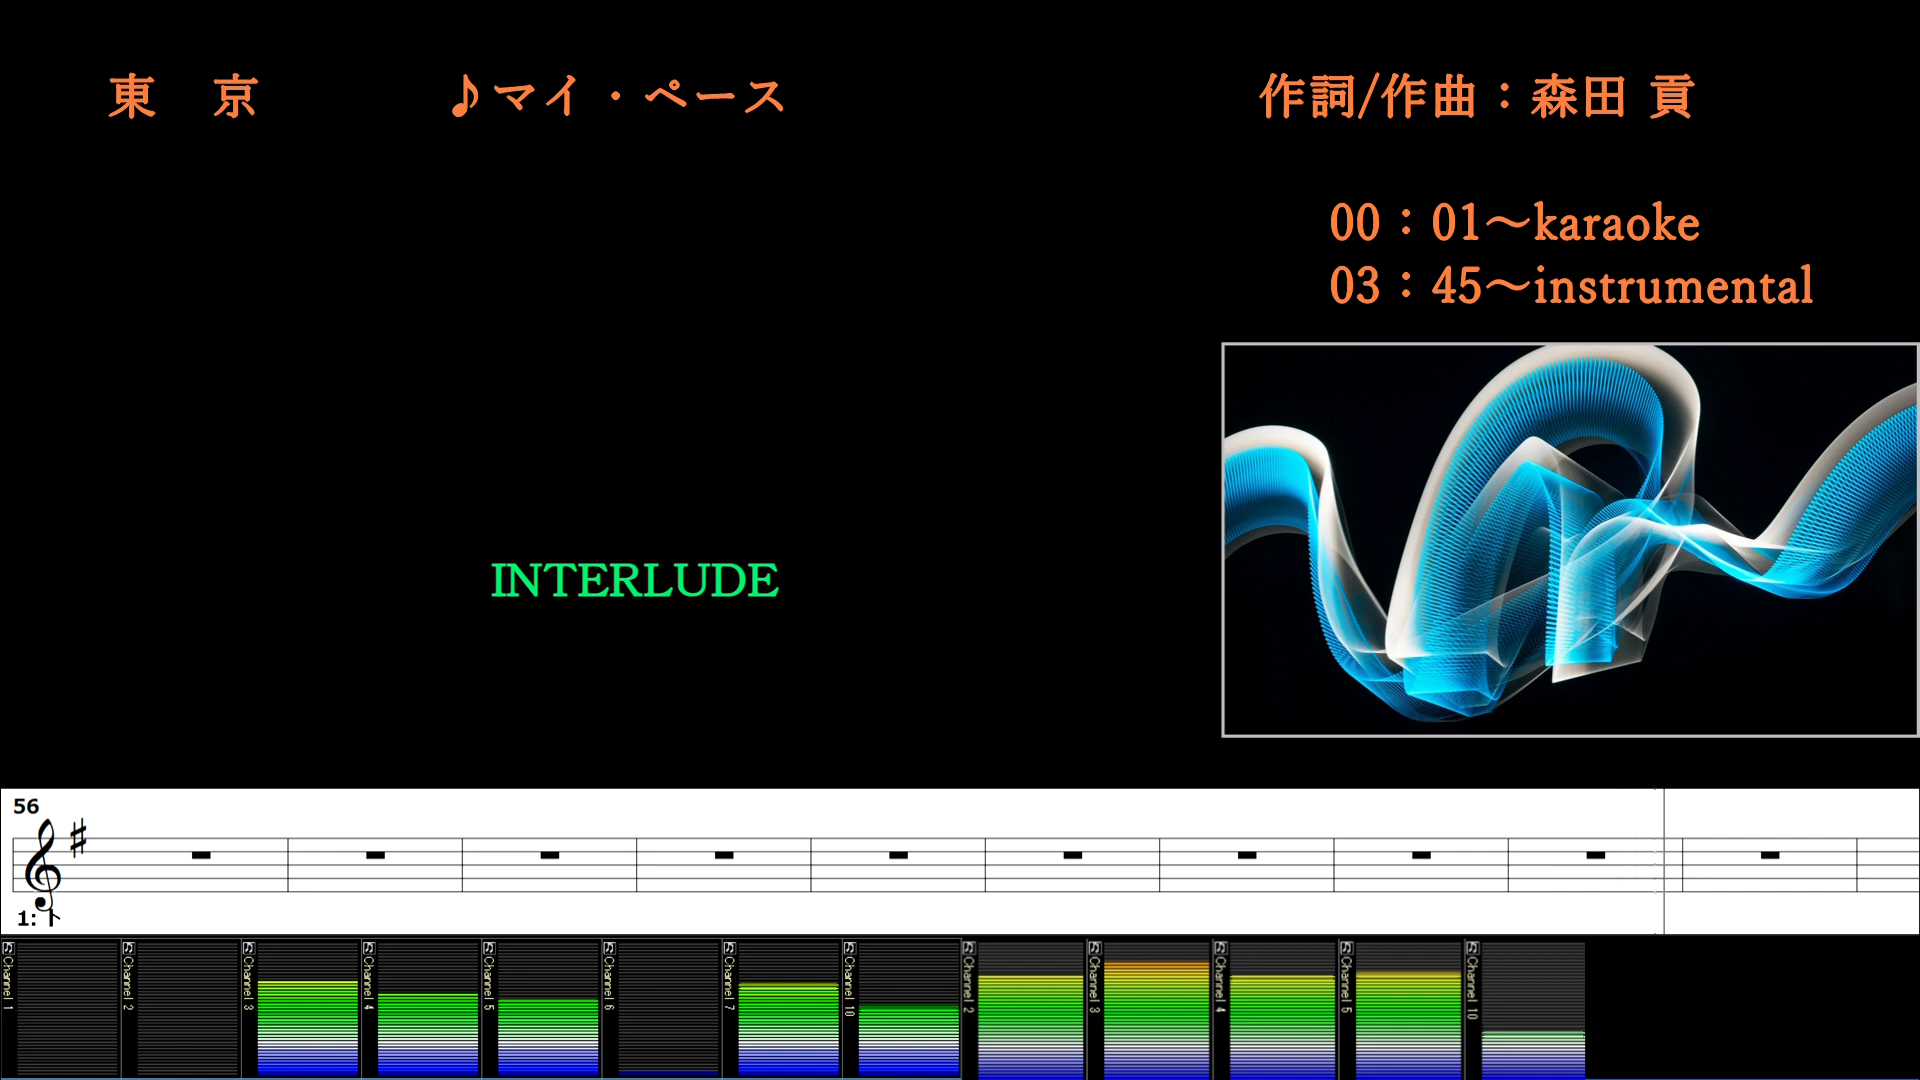 東　京　♪マイ・ペース　作詞/作曲：森田 貢
00：01～karaoke
03：45～instrumental
INTERLUDE
56
1: ト
Channel 1 Channel 2 Channel 3 Channel 4 Channel 5 Channel 6 Channel 7 Channel 10 Channel 2 Channel 3 Channel 4 Channel 5 Channel 10